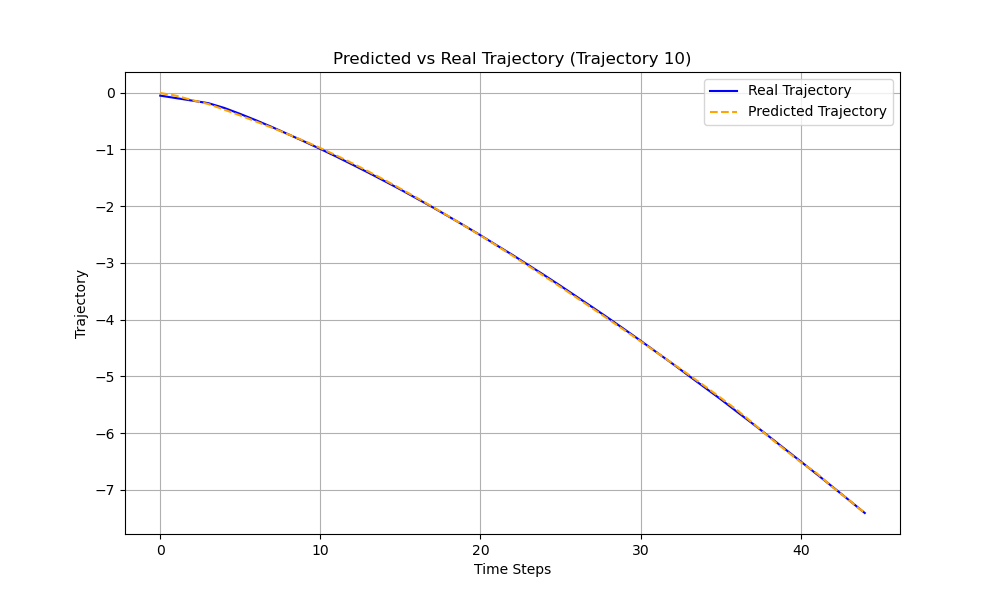 Predicted vs Real Trajectory (Trajectory 10)
Real Trajectory
Predicted Trajectory
Trajectory
0
−1
−2
−3
−4
−5
−6
−7
0 10 20 30 40
Time Steps